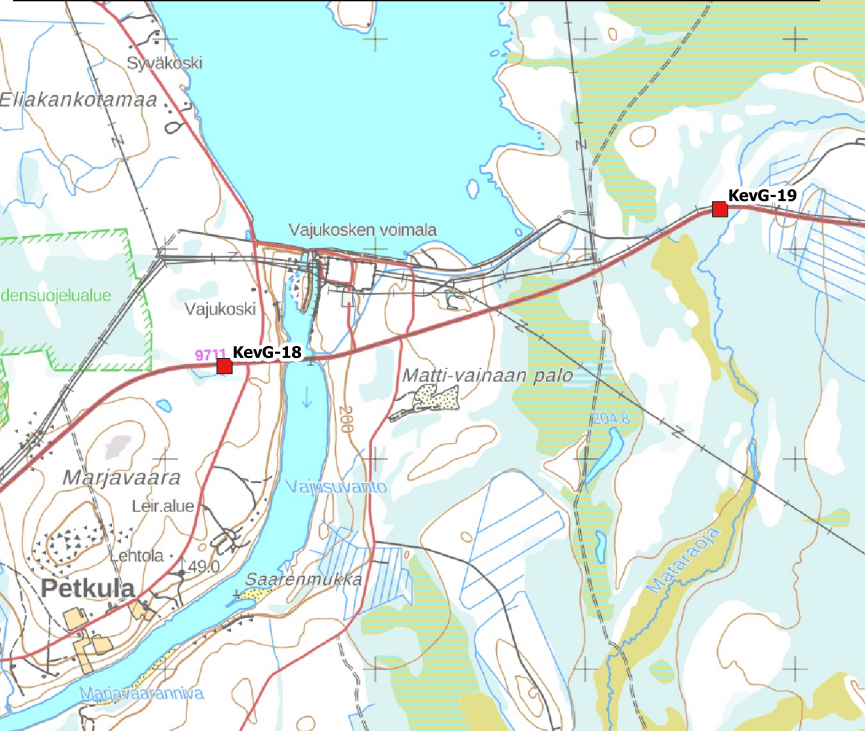 Syväkoski
Eliakankotamaa
KevG-19
Z
Z
Z
Vajukosken voimala
Z
densuojelualue
Vajukoski
Z
9711
KevG-18
Matti-vainaan palo
200
204.8
Z
Marjavaara
Vajusuvanto
Leir.alue
Lehtola
149.0
Mataraoja
Saarenmukka
Petkula
Marjavaaranniva